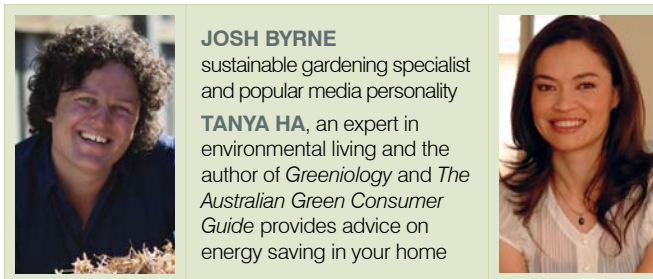 JOSH BYRNE
sustainable gardening specialist
and popular media personality
TANYA HA, an expert in
environmental living and the
author of Greeniology and The
Australian Green Consumer
Guide provides advice on
energy saving in your home